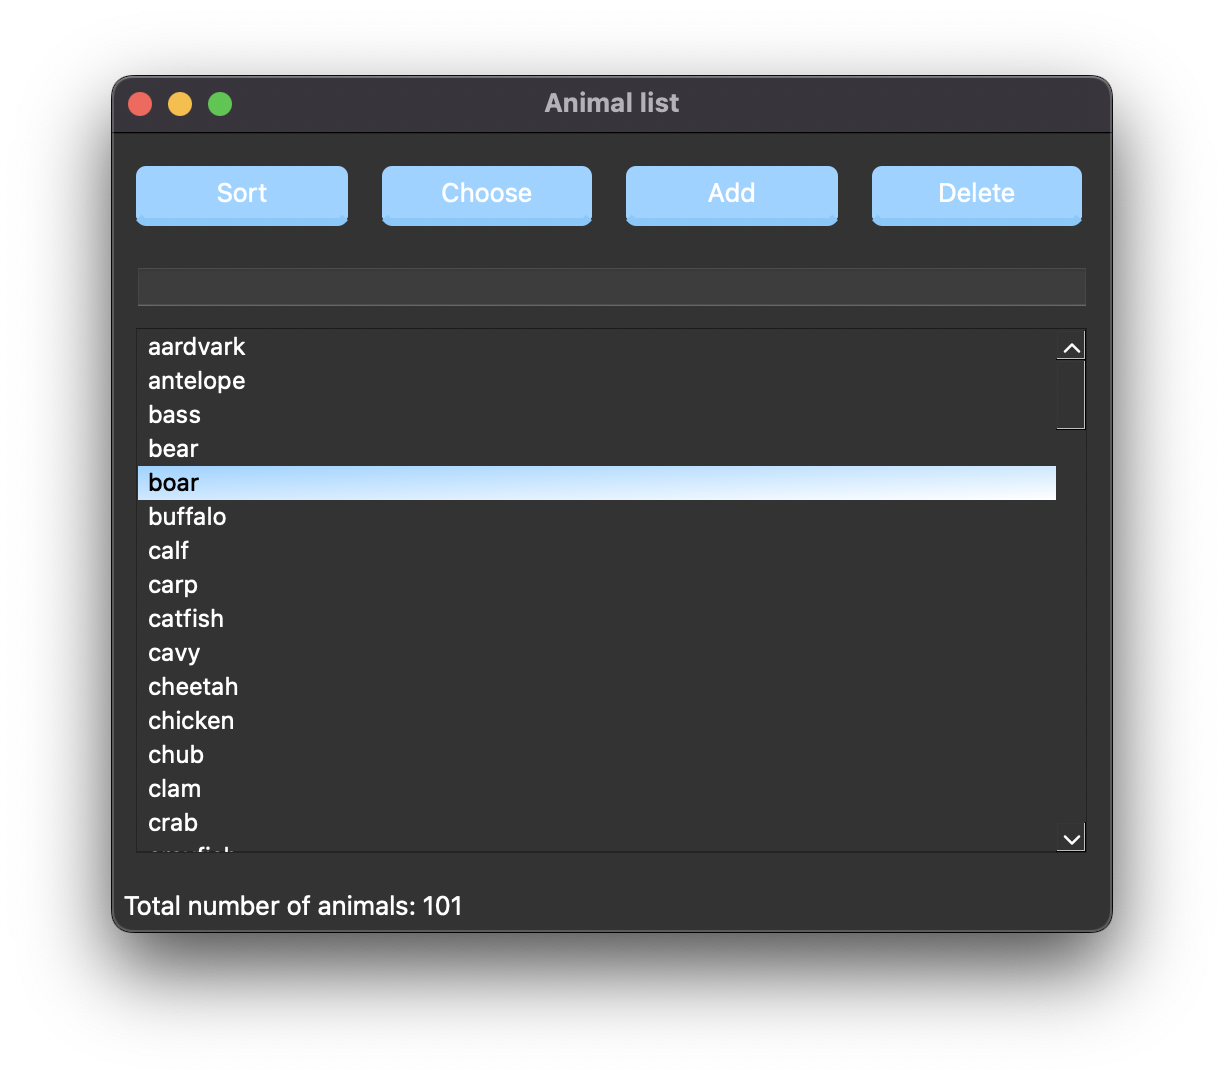 Animal list
Sort Choose Add Delete
aardvark
antelope
bass
bear
boar
buffalo
calf
carp
catfish
cavy
cheetah
chicken
chub
clam
crab
Total number of animals: 101